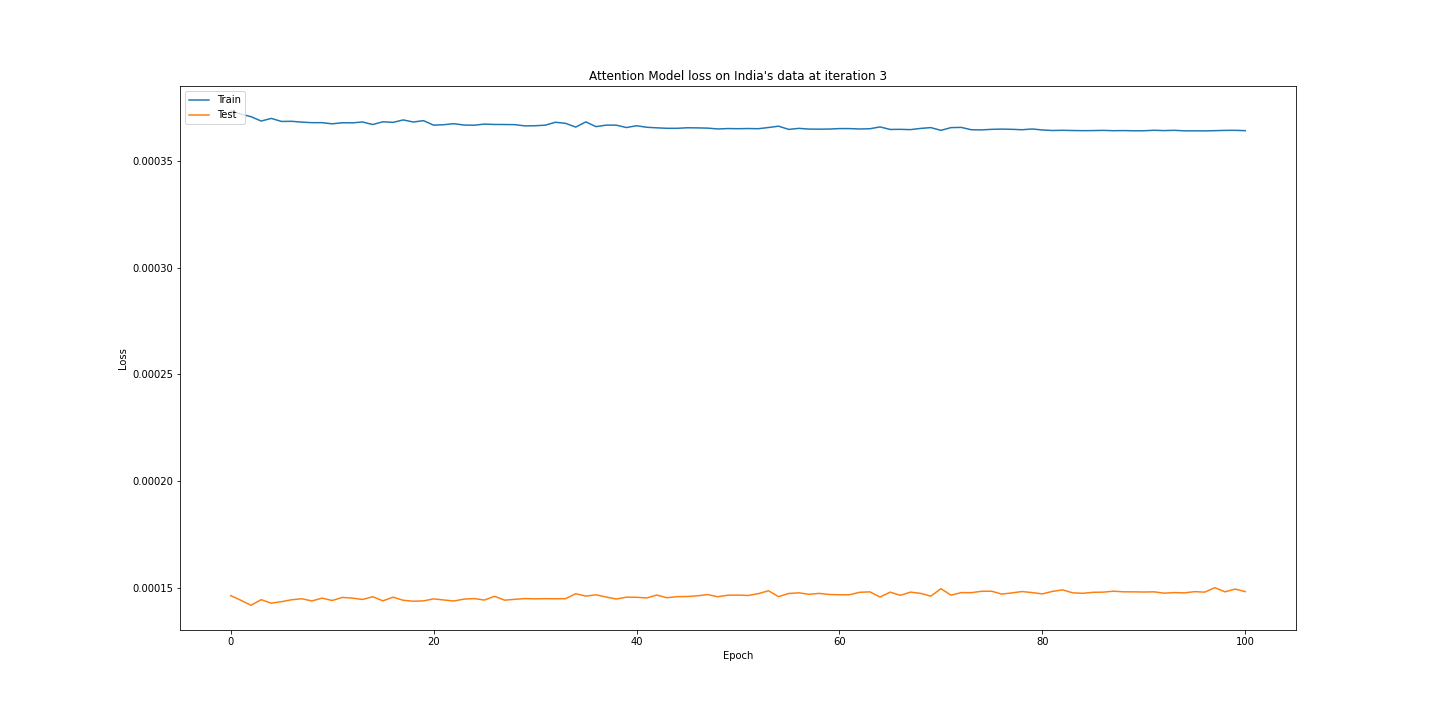 Attention Model loss on India's data at iteration 3
Train
Test
0.00035
0.00030
0.00025
0.00020
0.00015
Loss
0 20 40 60 80 100
Epoch